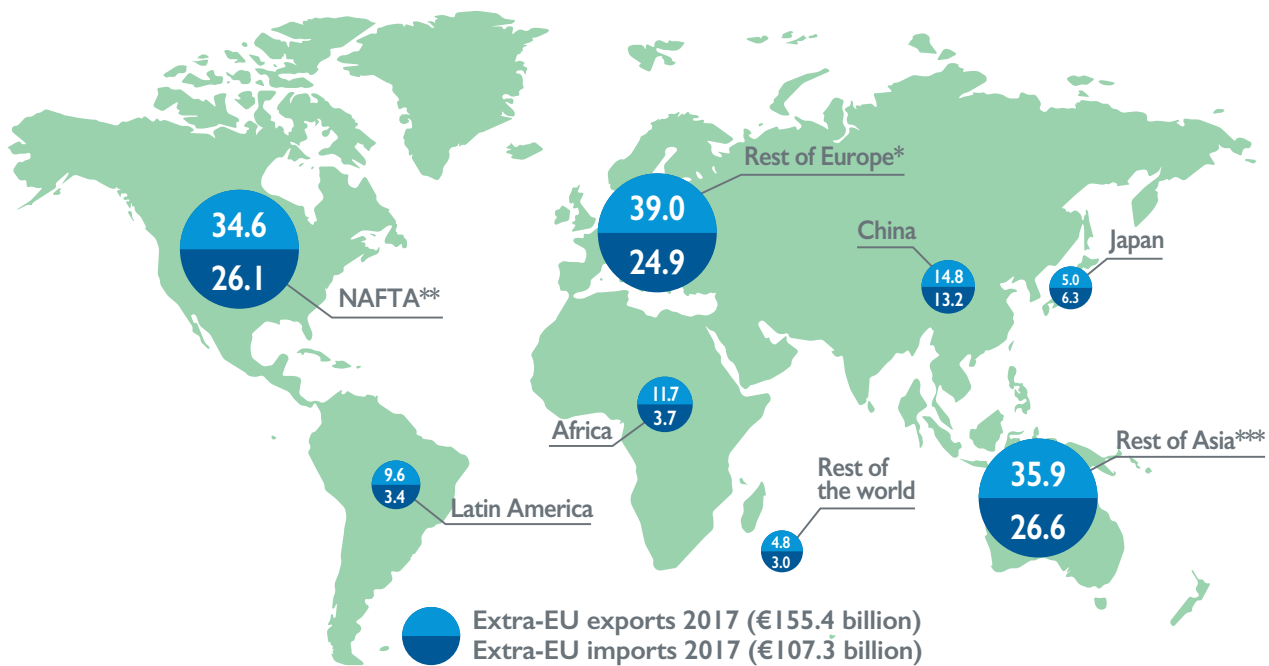 Rest of Europe*
39.0
24.9
34.6
26.1
NAFTA**
China
14.8
13.2
Japan
5.0
6.3
Africa
11.7
3.7
Rest of Asia***
35.9
26.6
Rest of
the world
4.8
3.0
9.6
3.4
Latin America
Extra-EU exports 2017 (€155.4 billion)
Extra-EU imports 2017 (€107.3 billion)